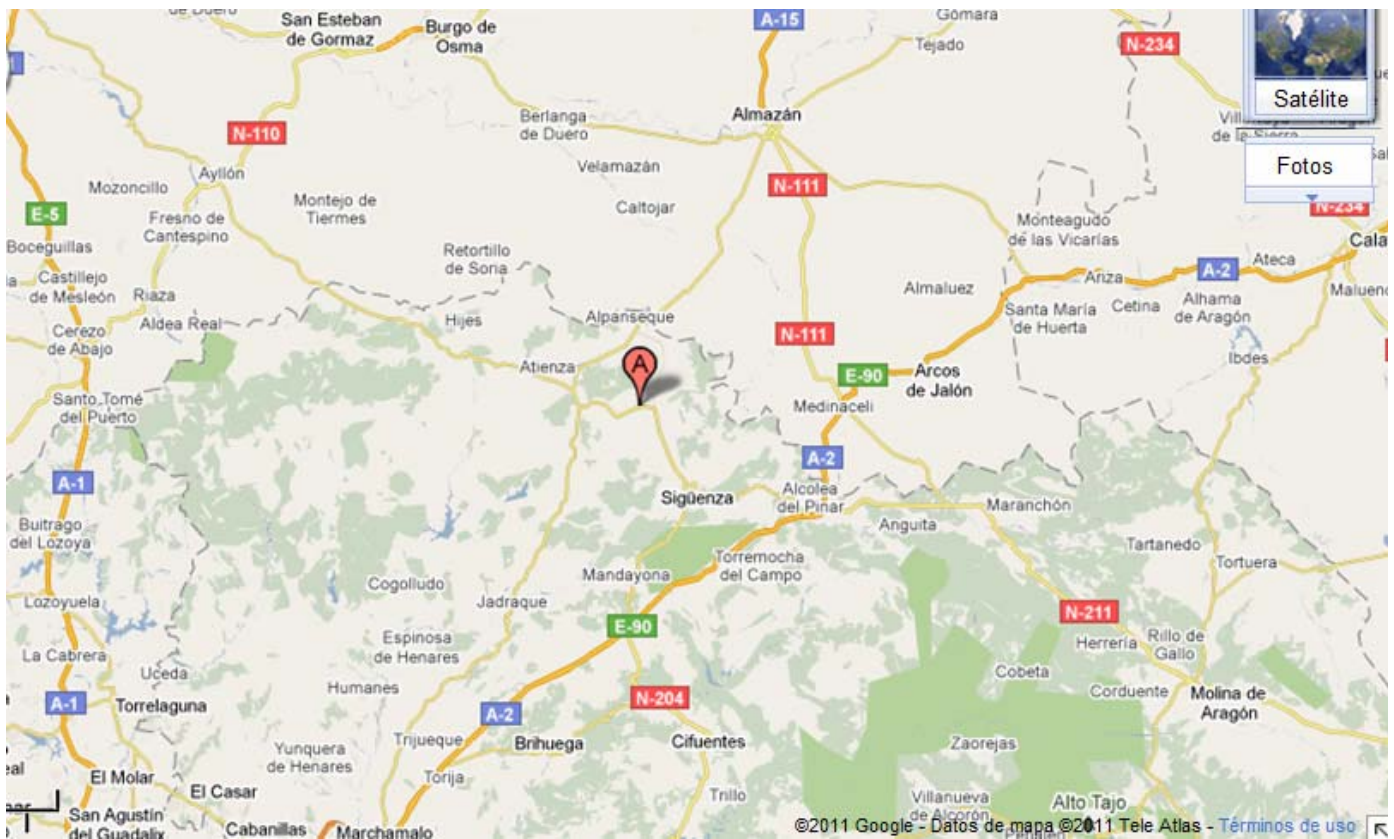 de Duero
San Esteban
de Gormaz
Burgo de
Osma
A-15
Gómara
Tejado
N-234
Satélite
Fotos
Berlanga
de Duero
Almazán
de la Sierra
N-110
Ayllón
Velamazán
N-111
Mozoncillo
Montejo de
Tiermes
Caltojar
E-5
Fresno de
Cantespino
Monteagudo
de las Vicarías
N-234
Boceguillas
Retortillo
de Soria
Ateca
A-2
Ariza
Castillejo
de Mesleón
Riaza
Almaluez
Santa María
de Huerta
Cetina
Alhama
de Aragón
Aldea Real
Hijes
Alpanseque
Cerezo
de Abajo
N-111
Ibdes
Atienza
A
E-90
Arcos
de Jalón
Santo Tomé
del Puerto
Medinaceli
A-2
A-1
Sigüenza
Alcolea
del Pinar
Maranchón
Anguita
Buitrago
del Lozoya
Tartanedo
Torremocha
del Campo
Tortuera
Mandayona
Cogolludo
Jadraque
Lozoyuela
N-211
E-90
Espinosa
de Henares
Herrería
Rillo de
Gallo
La Cabrera
Uceda
Humanes
Cobeta
Corduente
Molina de
Aragón
A-1
Torrelaguna
N-204
A-2
Trijueque
Brihuega
Cifuentes
Zaorejas
Yunquera
de Henares
El Molar
Torija
El Casar
Trillo
Villanueva
de Alcorón
Alto Tajo
San Agustín
del Guadalix
Cabanillas
Marchamalo
©2011 Google - Datos de mapa ©2011 Tele Atlas - Términos de uso